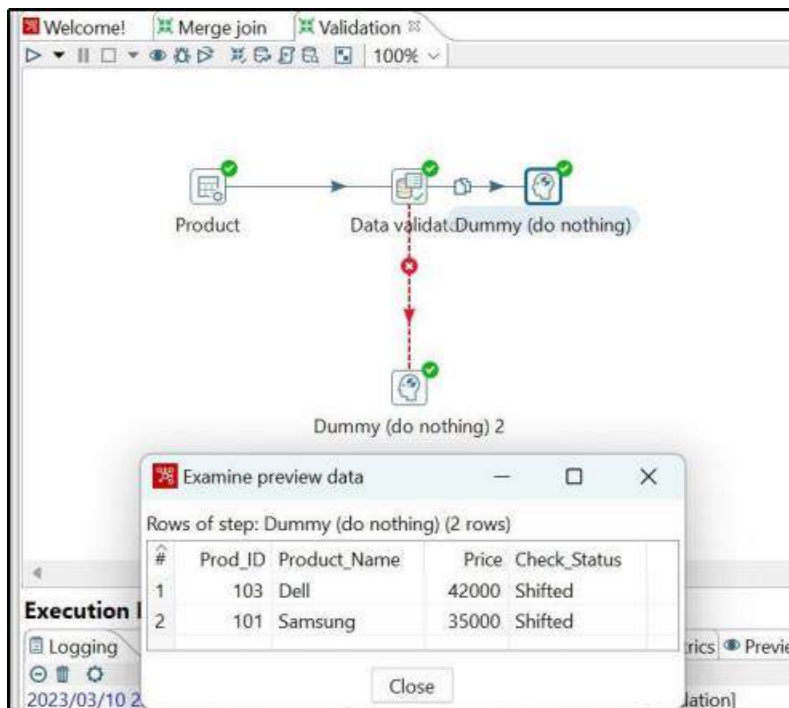 Welcome! Merge join Validation
100%
Product Data validat Dummy (do nothing)
Dummy (do nothing) 2
Examine preview data
Rows of step: Dummy (do nothing) (2 rows)
# Prod_ID Product_Name Price Check_Status
1 103 Dell 42000 Shifted
2 101 Samsung 35000 Shifted
Execution
Logging trics Previe
Close
2023/03/10 2 lation]